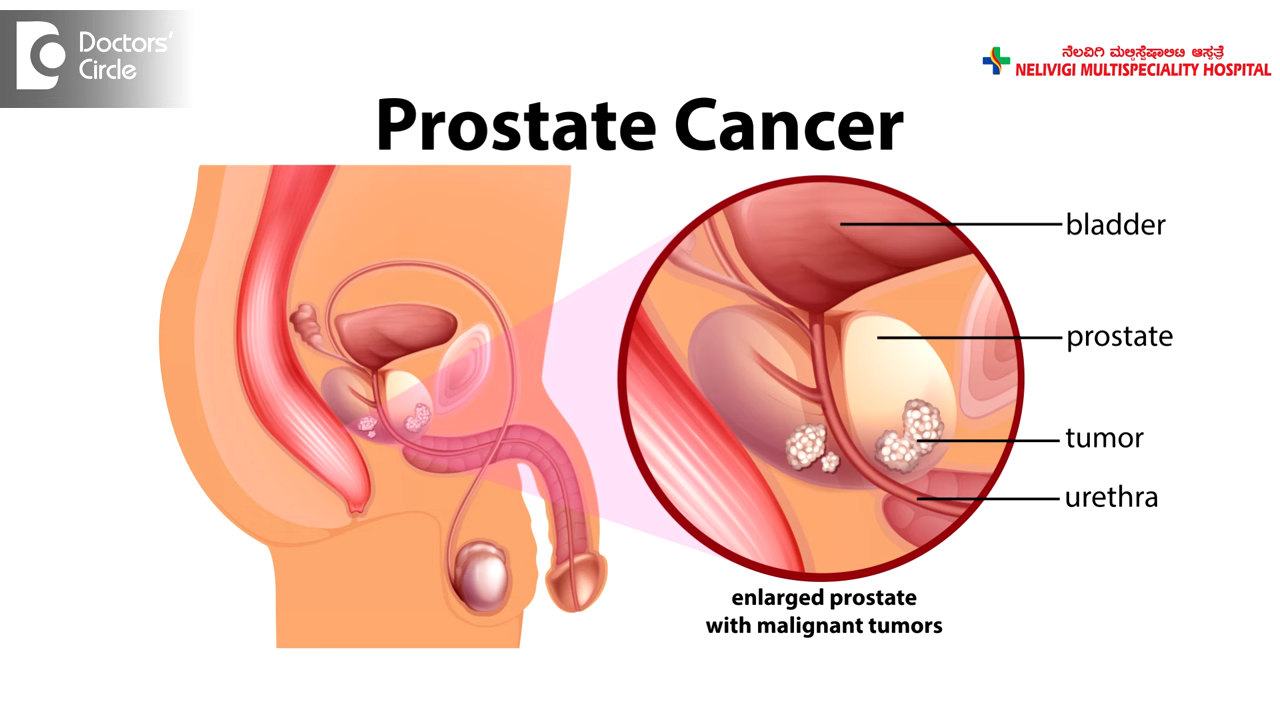 Doctors'
Circle
ನೆಲವಿಗಿ ಮಲ್ಟಿಸ್ಪೆಷಾಲಿಟಿ ಆಸ್ಪತ್ರೆ
NELIVIGI MULTISPECIALITY HOSPITAL
Prostate Cancer
bladder
prostate
tumor
urethra
enlarged prostate
with malignant tumors